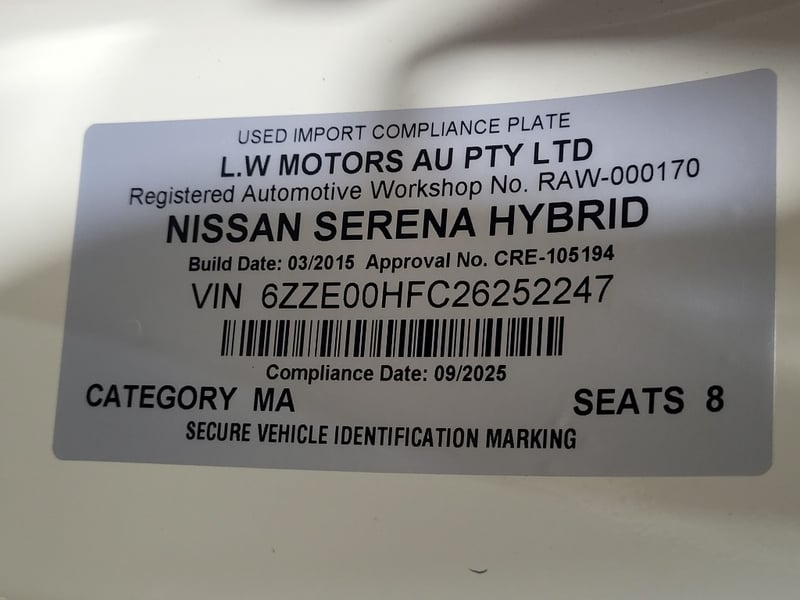 USED IMPORT COMPLIANCE PLATE
L.W MOTORS AU PTY LTD
Registered Automotive Workshop No. RAW-000170
NISSAN SERENA HYBRID
Build Date: 03/2015 Approval No. CRE-105194
VIN 6ZZE00HFC26252247
Compliance Date: 09/2025
CATEGORY MA SEATS 8
SECURE VEHICLE IDENTIFICATION MARKING